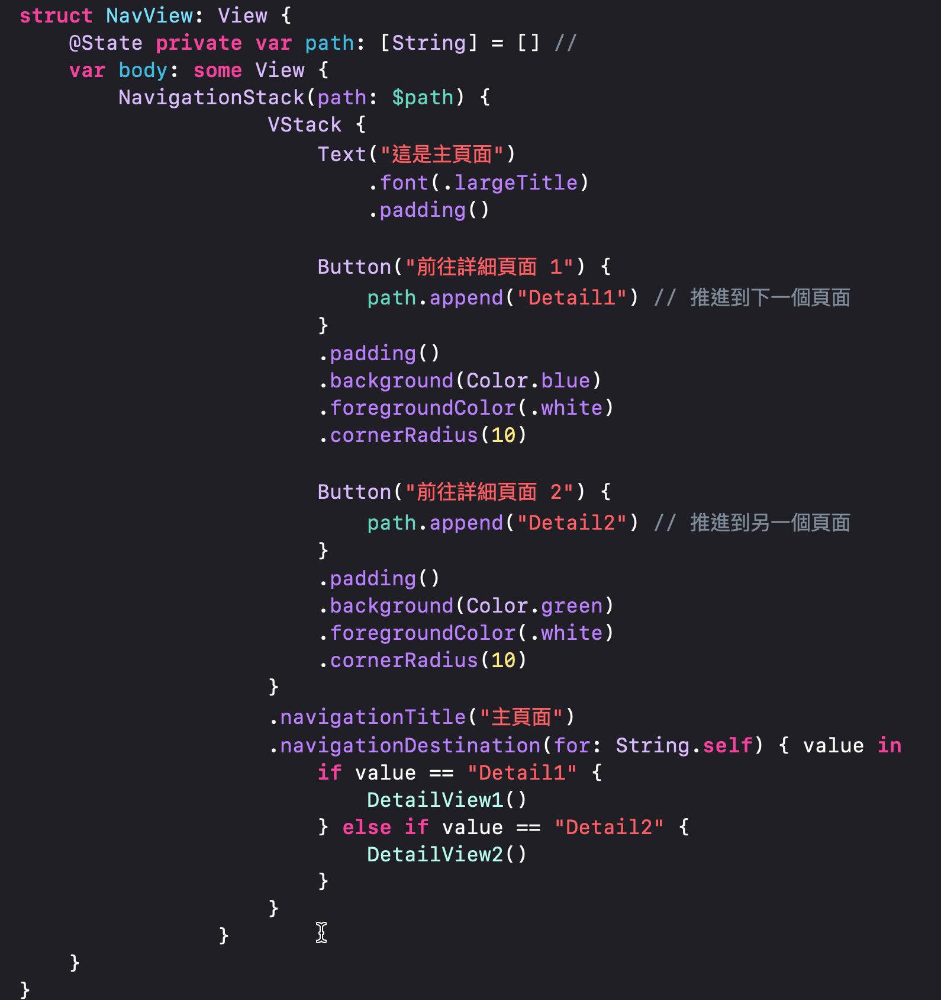 struct NavView: View {
@State private var path: [String] = [] //
var body: some View {
NavigationStack(path: $path) {
VStack {
Text("這是主頁面")
.font(.largeTitle)
.padding()
Button("前往詳細頁面 1") {
path.append("Detail1") // 推進到下一個頁面
}
.padding()
.background(Color.blue)
.foregroundColor(.white)
.cornerRadius(10)
Button("前往詳細頁面 2") {
path.append("Detail2") // 推進到另一個頁面
}
.padding()
.background(Color.green)
.foregroundColor(.white)
.cornerRadius(10)
}
.navigationTitle("主頁面")
.navigationDestination(for: String.self) { value in
if value == "Detail1" {
DetailView1()
} else if value == "Detail2" {
DetailView2()
}
}
}
}
}